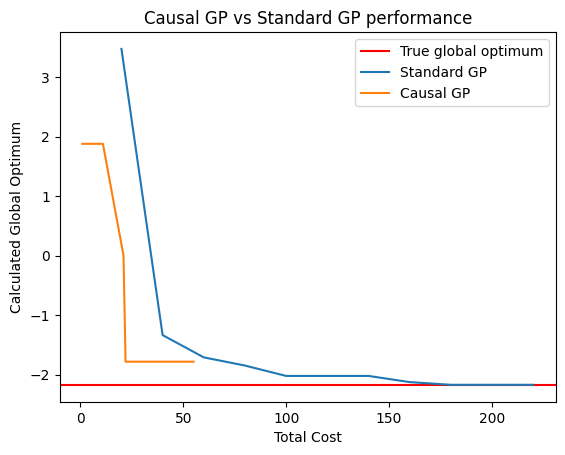 Causal GP vs Standard GP performance
True global optimum
Standard GP
Causal GP
Calculated Global Optimum
3
2
1
0
−1
−2
0
50
100
150
200
Total Cost